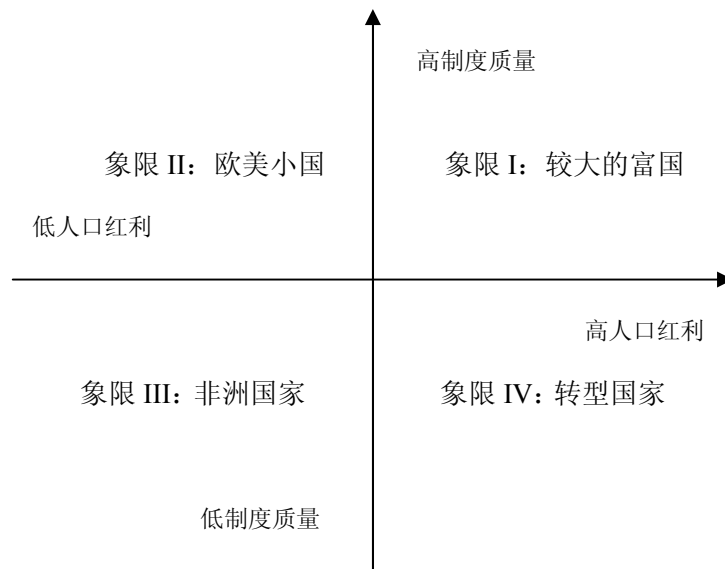 高制度质量
象限 II：欧美小国
象限 I：较大的富国
低人口红利
高人口红利
象限 III：非洲国家
象限 IV：转型国家
低制度质量